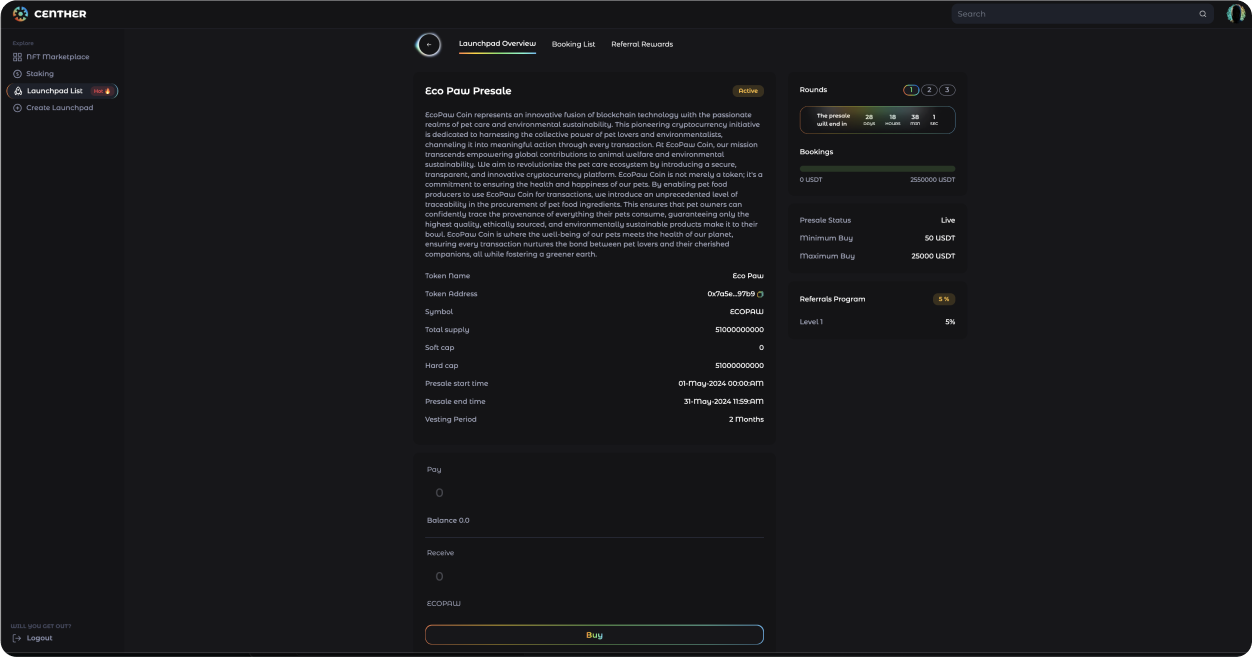 CENTHER
Search
Explore
NFT Marketplace
Staking
Launchpad List Hot
Create Launchpad
WILL YOU GET OUT?
Logout
Launchpad Overview Booking List Referral Rewards
Eco Paw Presale Active
EcoPaw Coin represents an innovative fusion of blockchain technology with the passionate
realms of pet care and environmental sustainability. This pioneering cryptocurrency initiative
is dedicated to harnessing the collective power of pet lovers and environmentalists,
channeling it into meaningful action through every transaction. At EcoPaw Coin, our mission
transcends empowering global contributions to animal welfare and environmental
sustainability. We aim to revolutionize the pet care ecosystem by introducing a secure,
transparent, and innovative cryptocurrency platform. EcoPaw Coin is not merely a token; it's a
commitment to ensuring the health and happiness of our pets. By enabling pet food
producers to use EcoPaw Coin for transactions, we introduce an unprecedented level of
traceability in the procurement of pet food ingredients. This ensures that pet owners can
confidently trace the provenance of everything their pets consume, guaranteeing only the
highest quality, ethically sourced, and environmentally sustainable products make it to their
bowl. EcoPaw Coin is where the well-being of our pets meets the health of our planet,
ensuring every transaction nurtures the bond between pet lovers and their cherished
companions, all while fostering a greener earth.
Token Name Eco Paw
Token Address 0x7a5e...97b9
Symbol ECOPAW
Total supply 51000000000
Soft cap 0
Hard cap 51000000000
Presale start time 01-May-2024 00:00:AM
Presale end time 31-May-2024 11:59:AM
Vesting Period 2 Months
Pay
0
Balance 0.0
Receive
0
ECOPAW
Buy
Rounds 1 2 3
The presale
will end in
28 18 38 1
DAYS HOURS MIN SEC
Bookings
0 USDT 2550000 USDT
Presale Status Live
Minimum Buy 50 USDT
Maximum Buy 25000 USDT
Referrals Program 5 %
Level 1 5%